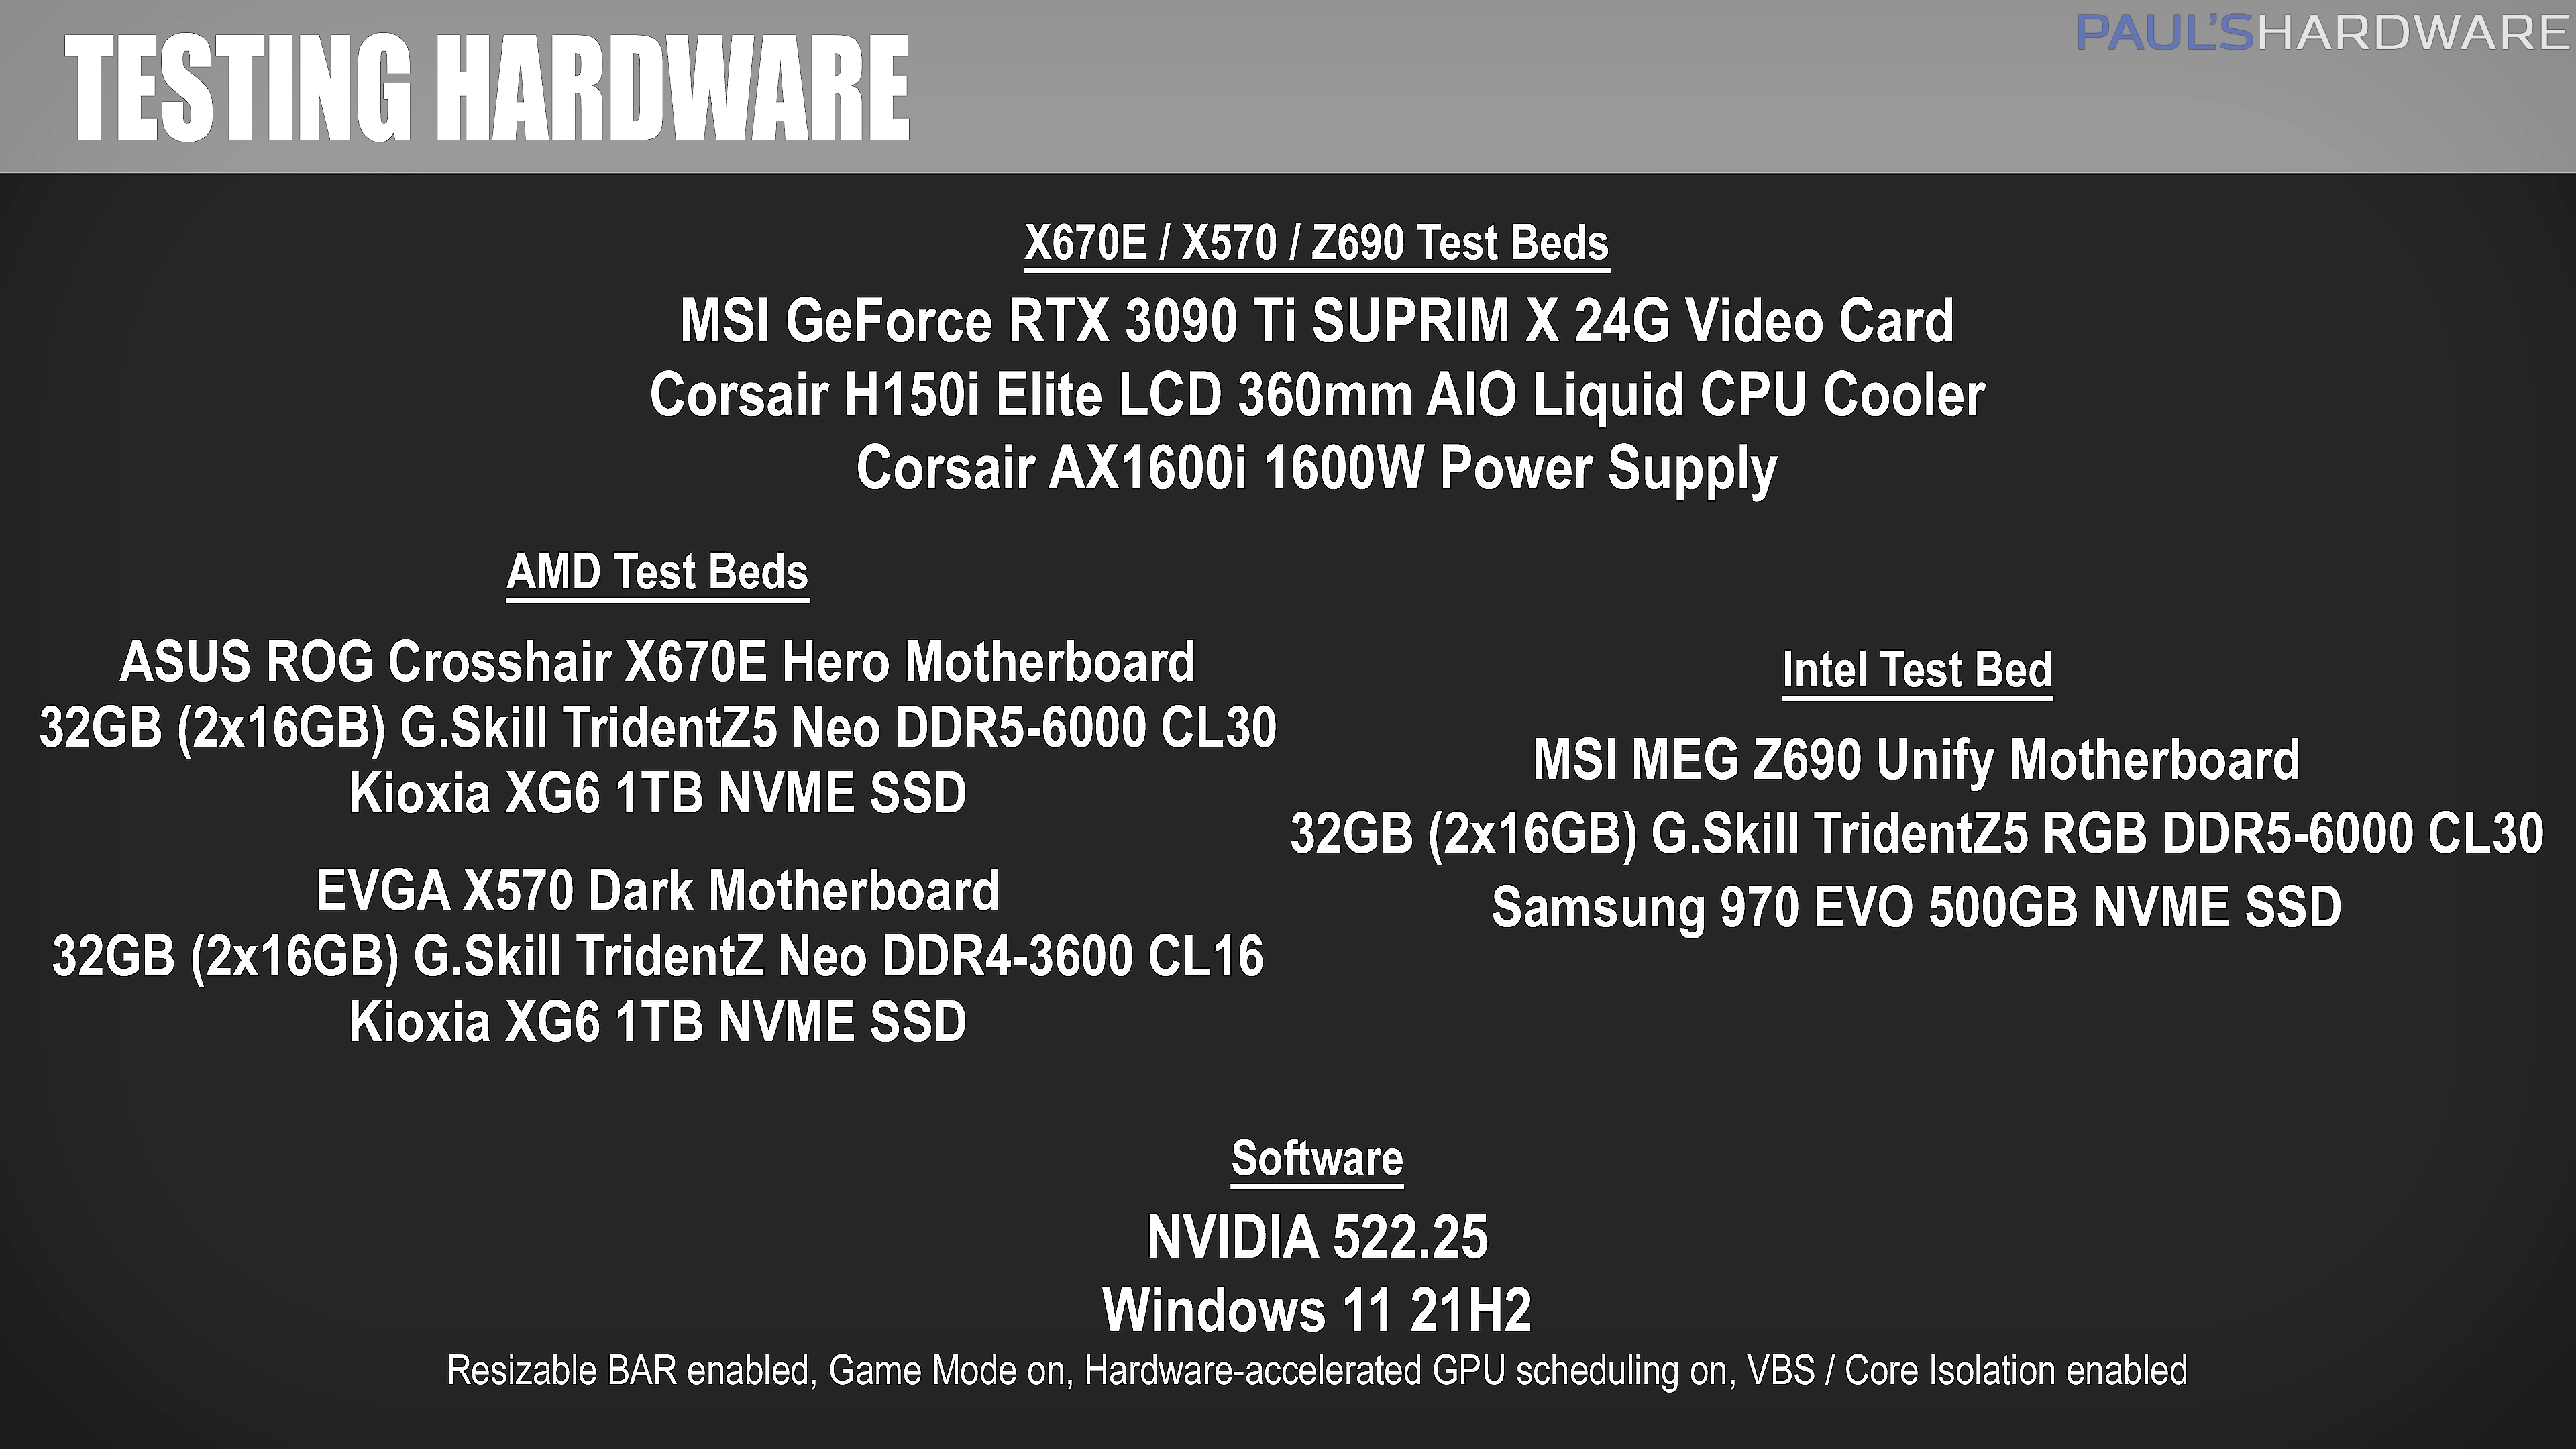 TESTING HARDWARE
PAUL'SHARDWARE
X670E / X570 / Z690 Test Beds
MSI GeForce RTX 3090 Ti SUPRIM X 24G Video Card
Corsair H150i Elite LCD 360mm AIO Liquid CPU Cooler
Corsair AX1600i 1600W Power Supply
AMD Test Beds
ASUS ROG Crosshair X670E Hero Motherboard
32GB (2x16GB) G.Skill TridentZ5 Neo DDR5-6000 CL30
Kioxia XG6 1TB NVME SSD
EVGA X570 Dark Motherboard
32GB (2x16GB) G.Skill TridentZ Neo DDR4-3600 CL16
Kioxia XG6 1TB NVME SSD
Intel Test Bed
MSI MEG Z690 Unify Motherboard
32GB (2x16GB) G.Skill TridentZ5 RGB DDR5-6000 CL30
Samsung 970 EVO 500GB NVME SSD
Software
NVIDIA 522.25
Windows 11 21H2
Resizable BAR enabled, Game Mode on, Hardware-accelerated GPU scheduling on, VBS / Core Isolation enabled